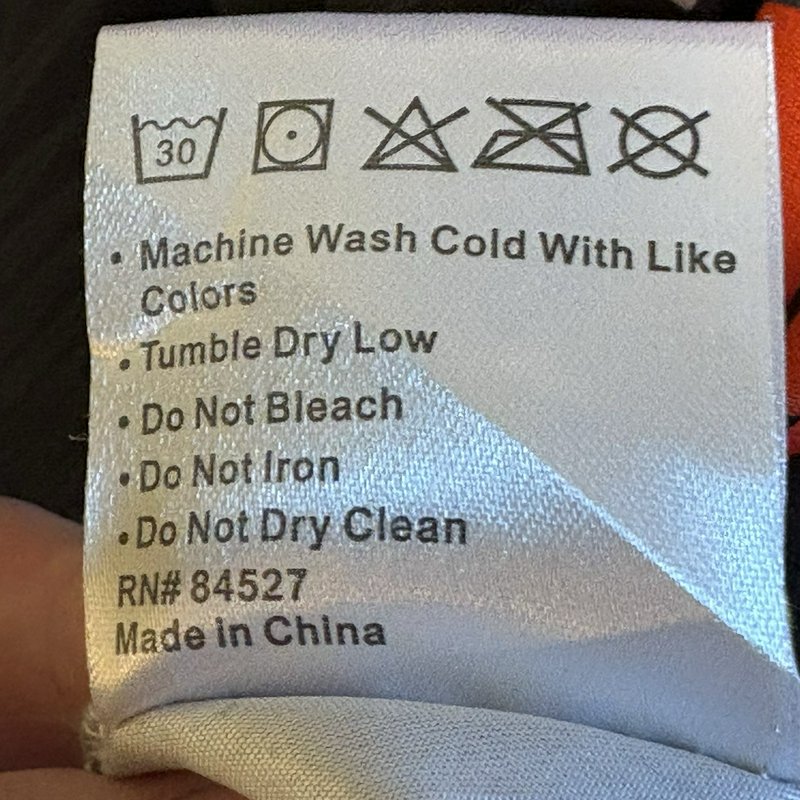 30
• Machine Wash Cold With Like
Colors
• Tumble Dry Low
• Do Not Bleach
• Do Not Iron
• Do Not Dry Clean
RN# 84527
Made in China